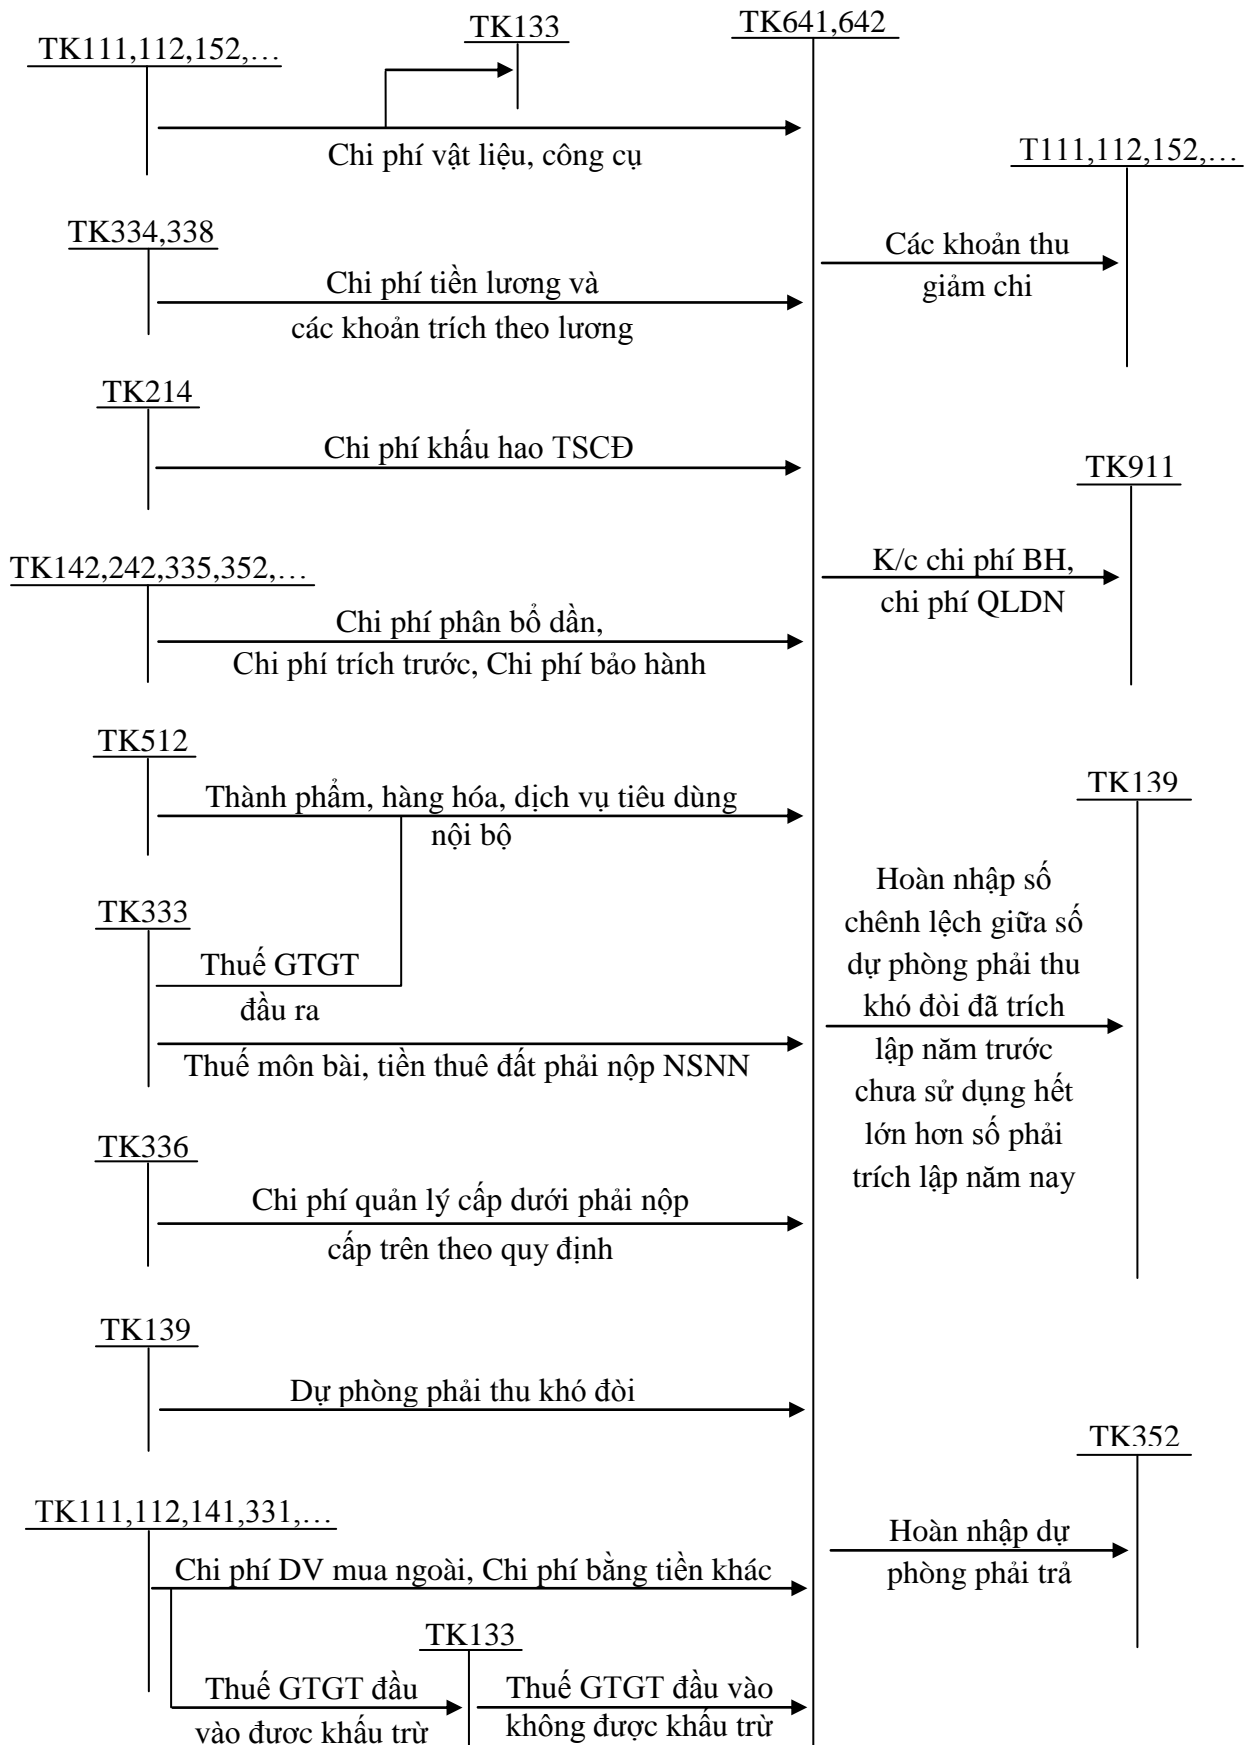 TK133
TK641,642
TK111,112,152,…
Chi phí vật liệu, công cụ
T111,112,152,…
TK334,338
Chi phí tiền lương và
các khoản trích theo lương
Các khoản thu
giảm chi
TK214
Chi phí khấu hao TSCĐ
TK911
TK142,242,335,352,…
Chi phí phân bổ dần,
Chi phí trích trước, Chi phí bảo hành
K/c chi phí BH,
chi phí QLDN
TK512
Thành phẩm, hàng hóa, dịch vụ tiêu dùng
nội bộ
TK139
TK333
Thuế GTGT
đầu ra
Thuế môn bài, tiền thuê đất phải nộp NSNN
Hoàn nhập số
chênh lệch giữa số
dự phòng phải thu
khó đòi đã trích
lập năm trước
chưa sử dụng hết
lớn hơn số phải
trích lập năm nay
TK336
Chi phí quản lý cấp dưới phải nộp
cấp trên theo quy định
TK139
Dự phòng phải thu khó đòi
TK352
TK111,112,141,331,…
Chi phí DV mua ngoài, Chi phí bằng tiền khác
Hoàn nhập dự
phòng phải trả
TK133
Thuế GTGT đầu
vào được khấu trừ
Thuế GTGT đầu vào
không được khấu trừ